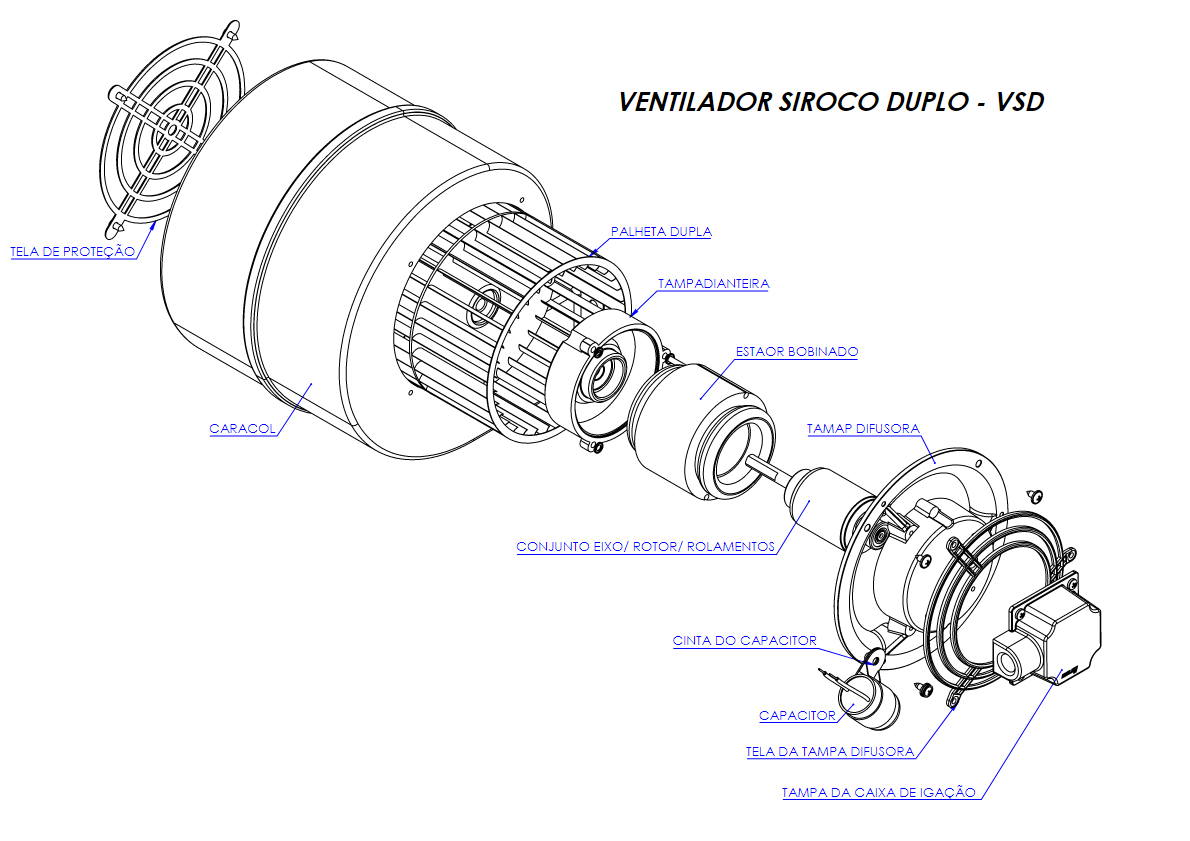 VENTILADOR SIROCO DUPLO - VSD
TELA DE PROTEÇÃO
PALHETA DUPLA
TAMPADIANTEIRA
ESTAOR BOBINADO
CARACOL
TAMAP DIFUSORA
CONJUNTO EIXO/ ROTOR/ ROLAMENTOS
CINTA DO CAPACITOR
CAPACITOR
TELA DA TAMPA DIFUSORA
TAMPA DA CAIXA DE IGAÇÃO